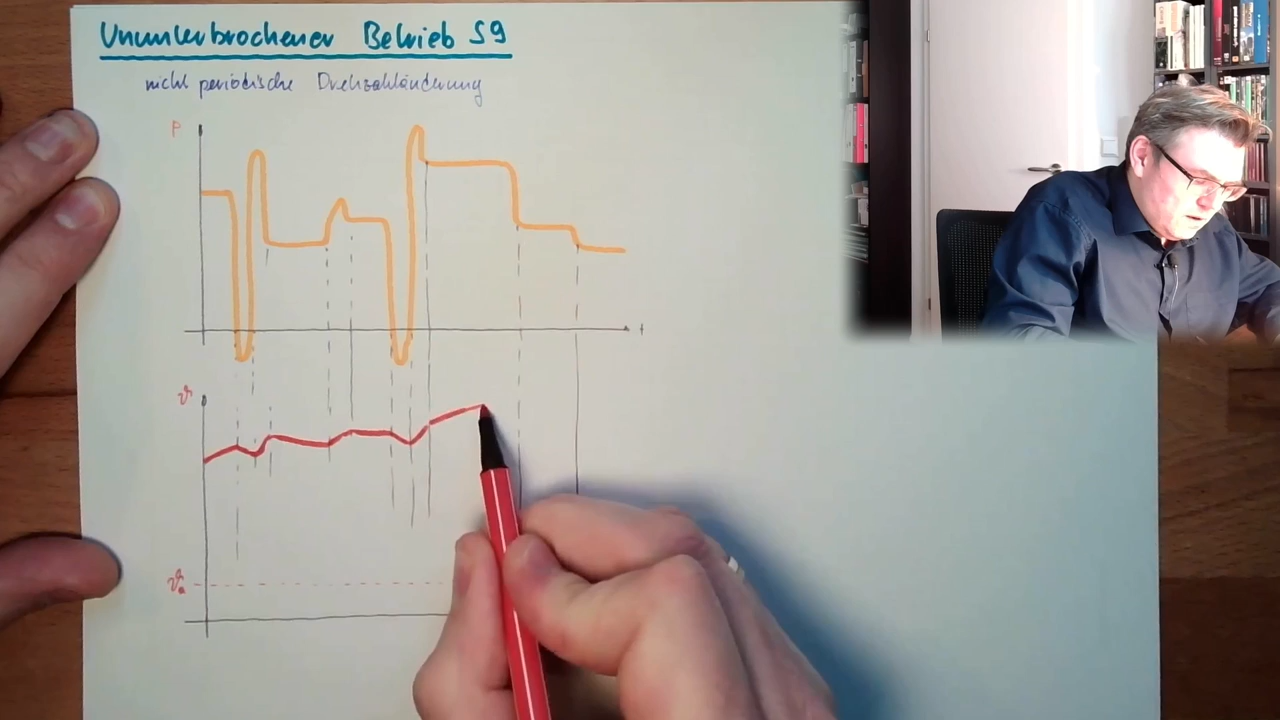 Ununterbrochener Betrieb S9
nicht periodische Drehzahländerung
P
t
ϑ
ϑa